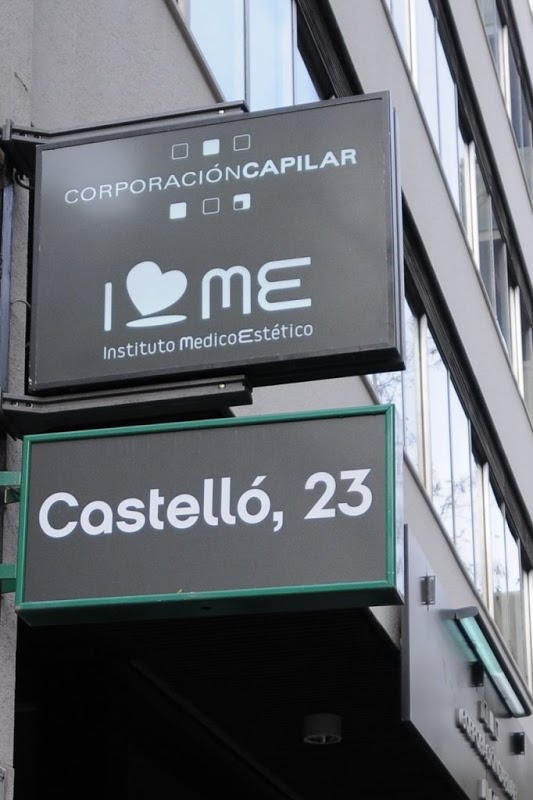 CORPORACIÓNCAPILAR
I ME
Instituto MedicoEstético
Castelló, 23